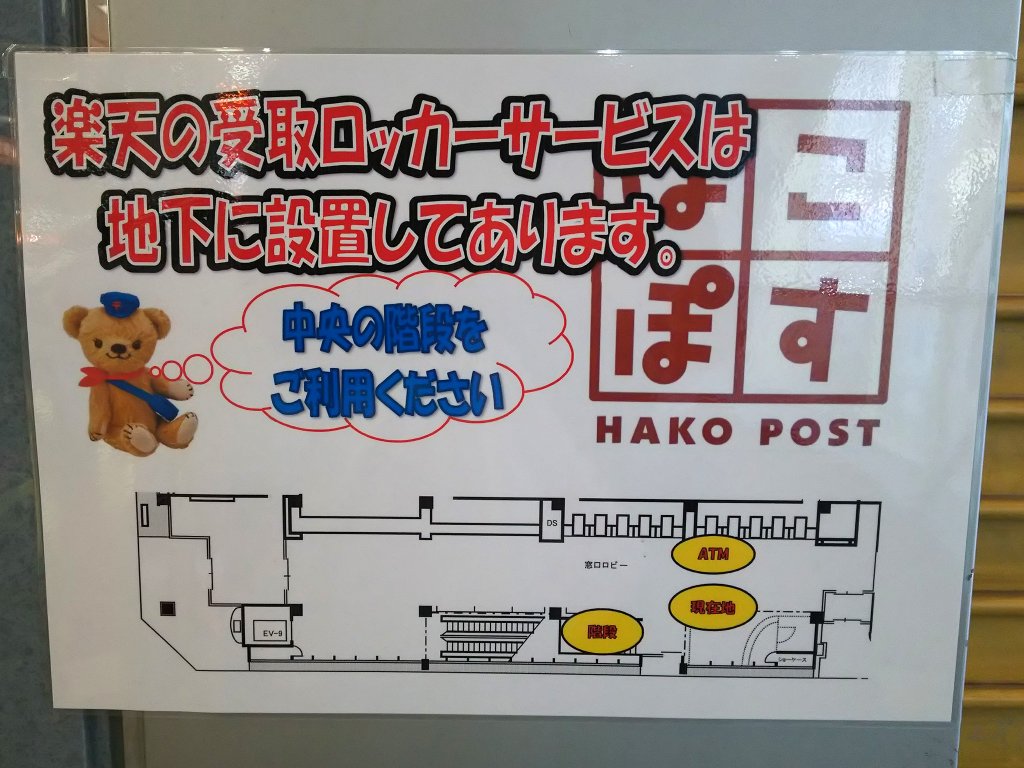 楽天の受取ロッカーサービスは
地下に設置してあります。
中央の階段を
ご利用ください
はこ
ぽす
HAKO POST
DS
ATM
窓口ロビー
現在地
階段
EV-9
ショーケース